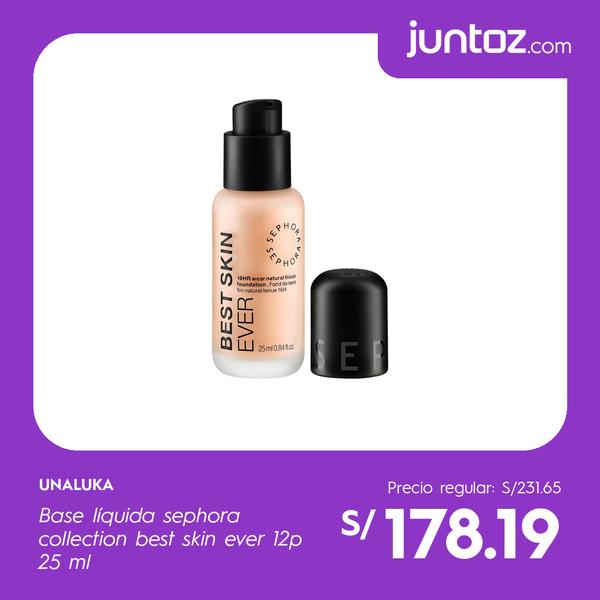 juntoz.com
SEPHORA SEPHORA
BEST SKIN
EVER
16HR wear natural finish
foundation. Fond de teint
fini naturel tenue 16H
25 ml 0.84 fl.oz
SEP
UNALUKA
Base líquida sephora
collection best skin ever 12p
25 ml
Precio regular: S/231.65
S/178.19